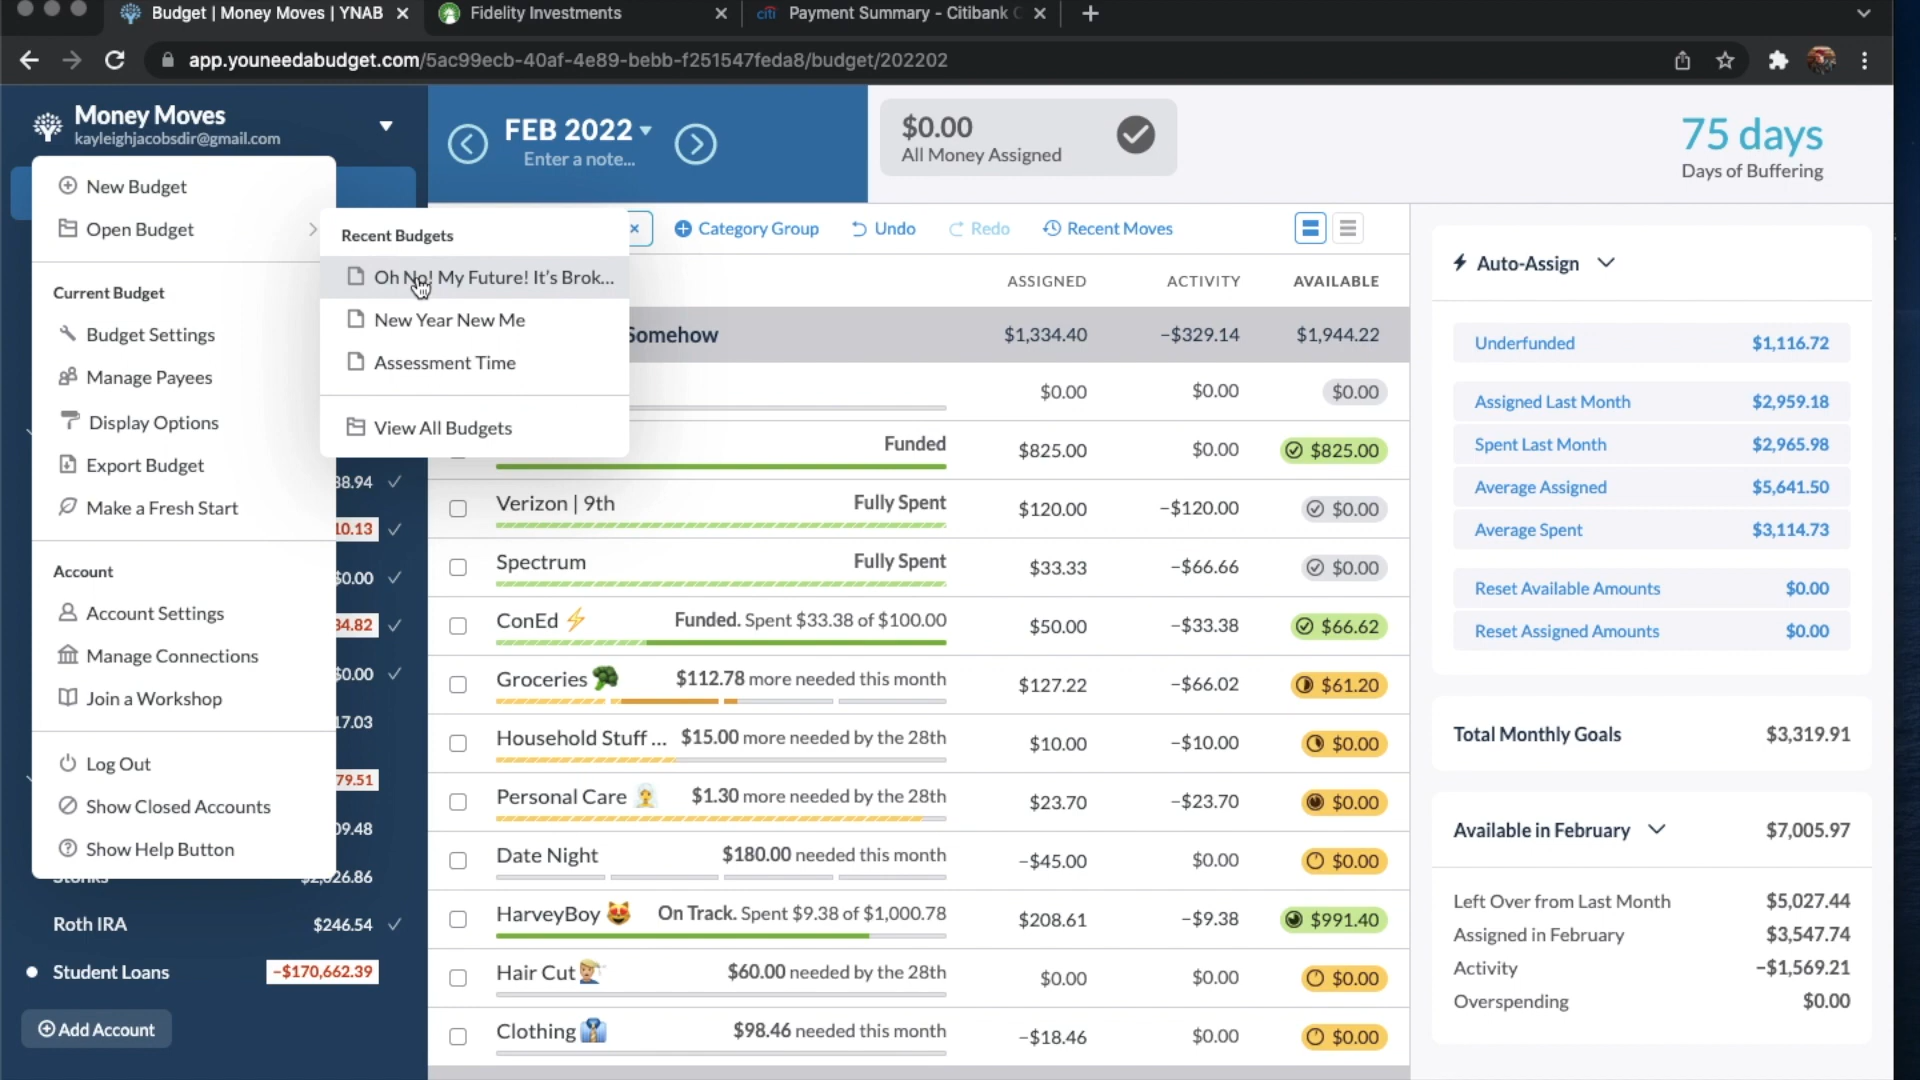 Budget | Money Moves | YNAB
Fidelity Investments
citi Payment Summary - Citibank
app.youneedabudget.com/5ac99ecb-40af-4e89-bebb-f251547feda8/budget/202202
Money Moves
kayleighjacobsdir@gmail.com
New Budget
Open Budget
Current Budget
Budget Settings
Manage Payees
Display Options
Export Budget
Make a Fresh Start
Account
Account Settings
Manage Connections
Join a Workshop
Log Out
Show Closed Accounts
Show Help Button
Recent Budgets
Oh No! My Future! It's Brok...
New Year New Me
Assessment Time
View All Budgets
38.94
10.13
$0.00
34.82
$0.00
17.03
79.51
09.48
Roth IRA $246.54
Student Loans -$170,662.39
Add Account
FEB 2022
Enter a note...
$0.00
All Money Assigned
75 days
Days of Buffering
Category Group Undo Redo Recent Moves
ASSIGNED ACTIVITY AVAILABLE
Somehow $1,334.40 -$329.14 $1,944.22
$0.00 $0.00 $0.00
Funded $825.00 $0.00 $825.00
Verizon | 9th Fully Spent $120.00 -$120.00 $0.00
Spectrum Fully Spent $33.33 -$66.66 $0.00
ConEd ⚡ Funded. Spent $33.38 of $100.00 $50.00 -$33.38 $66.62
Groceries 🥦 $112.78 more needed this month $127.22 -$66.02 $61.20
Household Stuff ... $15.00 more needed by the 28th $10.00 -$10.00 $0.00
Personal Care $1.30 more needed by the 28th $23.70 -$23.70 $0.00
Date Night $180.00 needed this month -$45.00 $0.00 $0.00
HarveyBoy 😻 On Track. Spent $9.38 of $1,000.78 $208.61 -$9.38 $991.40
Hair Cut $60.00 needed by the 28th $0.00 $0.00 $0.00
Clothing 👔 $98.46 needed this month -$18.46 $0.00 $0.00
Auto-Assign
Underfunded $1,116.72
Assigned Last Month $2,959.18
Spent Last Month $2,965.98
Average Assigned $5,641.50
Average Spent $3,114.73
Reset Available Amounts $0.00
Reset Assigned Amounts $0.00
Total Monthly Goals $3,319.91
Available in February $7,005.97
Left Over from Last Month $5,027.44
Assigned in February $3,547.74
Activity -$1,569.21
Overspending $0.00